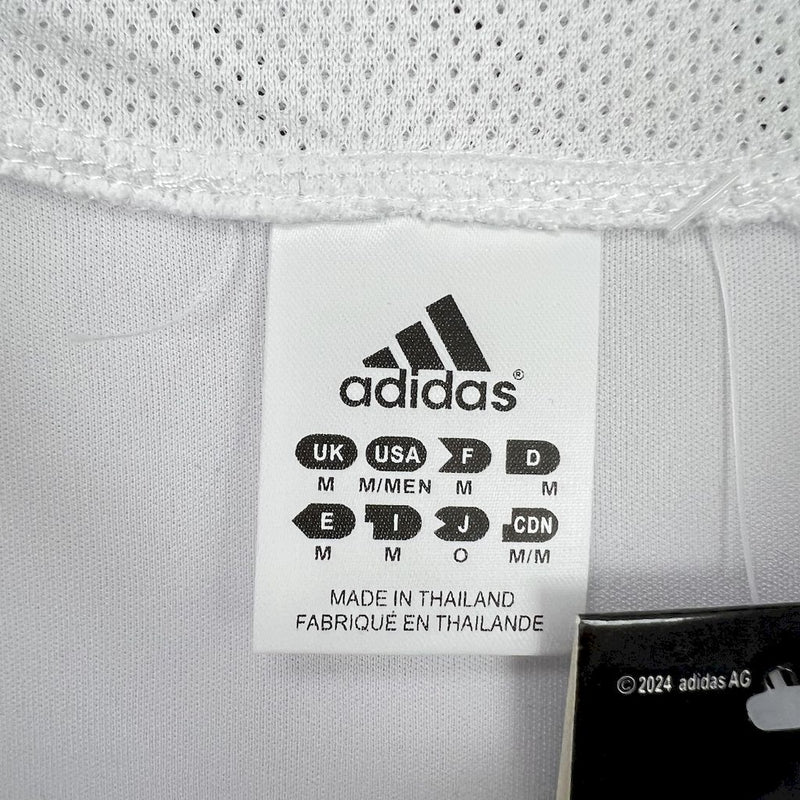 adidas®
UK USA F D
M M/MEN M M
E I J CDN
M M O M/M
MADE IN THAILAND
FABRIQUÉ EN THAILANDE
©2024 adidas AG